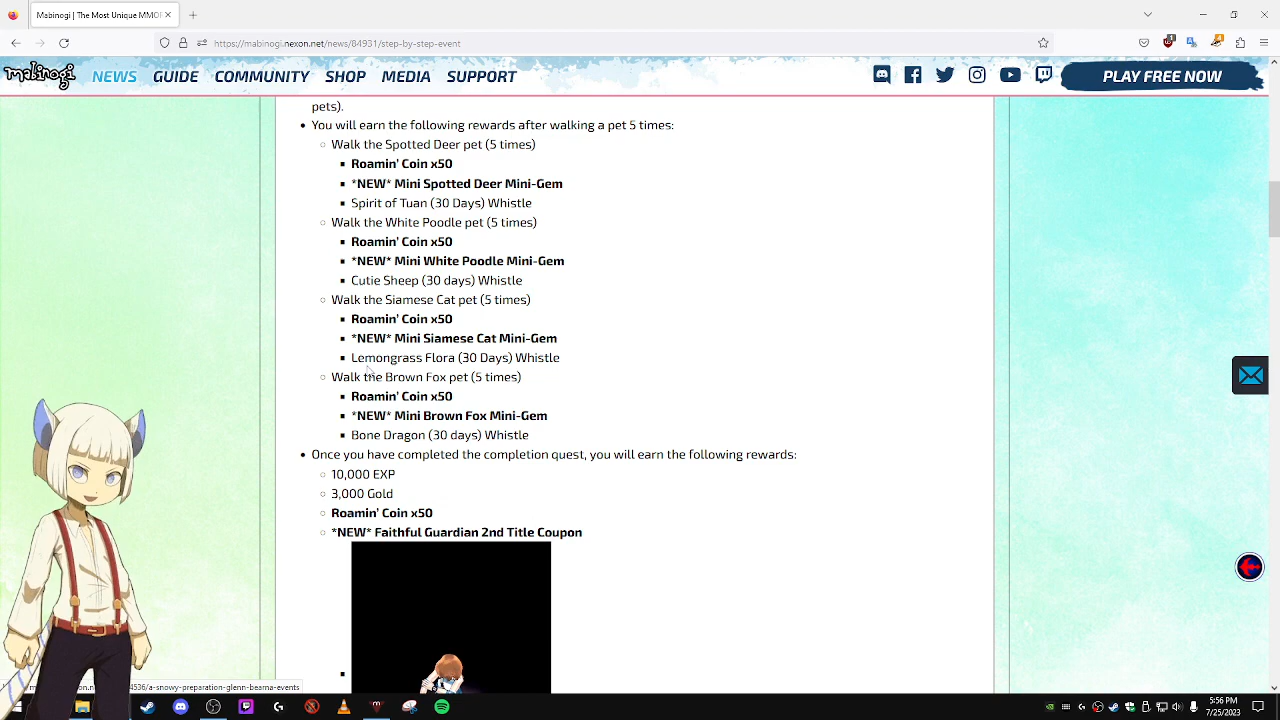 Mabinogi | The Most Unique MMO
https://mabinogi.nexon.net/news/84931/step-by-step-event
mabinogi NEWS GUIDE COMMUNITY SHOP MEDIA SUPPORT PLAY FREE NOW
pets).
• You will earn the following rewards after walking a pet 5 times:
○ Walk the Spotted Deer pet (5 times)
▪ Roamin' Coin x50
▪ *NEW* Mini Spotted Deer Mini-Gem
▪ Spirit of Tuan (30 Days) Whistle
○ Walk the White Poodle pet (5 times)
▪ Roamin' Coin x50
▪ *NEW* Mini White Poodle Mini-Gem
▪ Cutie Sheep (30 days) Whistle
○ Walk the Siamese Cat pet (5 times)
▪ Roamin' Coin x50
▪ *NEW* Mini Siamese Cat Mini-Gem
▪ Lemongrass Flora (30 Days) Whistle
○ Walk the Brown Fox pet (5 times)
▪ Roamin' Coin x50
▪ *NEW* Mini Brown Fox Mini-Gem
▪ Bone Dragon (30 days) Whistle
• Once you have completed the completion quest, you will earn the following rewards:
○ 10,000 EXP
○ 3,000 Gold
○ Roamin' Coin x50
○ *NEW* Faithful Guardian 2nd Title Coupon
4536/a-snowy-preparation-glenn-bearna-events
5:56 PM
7/25/2023